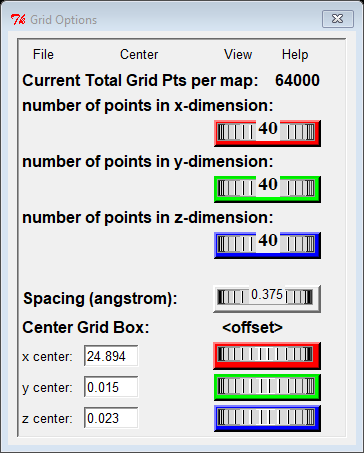 Grid Options
File Center View Help
Current Total Grid Pts per map: 64000
number of points in x-dimension:
40
number of points in y-dimension:
40
number of points in z-dimension:
40
Spacing (angstrom): 0.375
Center Grid Box: <offset>
x center: 24.894
y center: 0.015
z center: 0.023